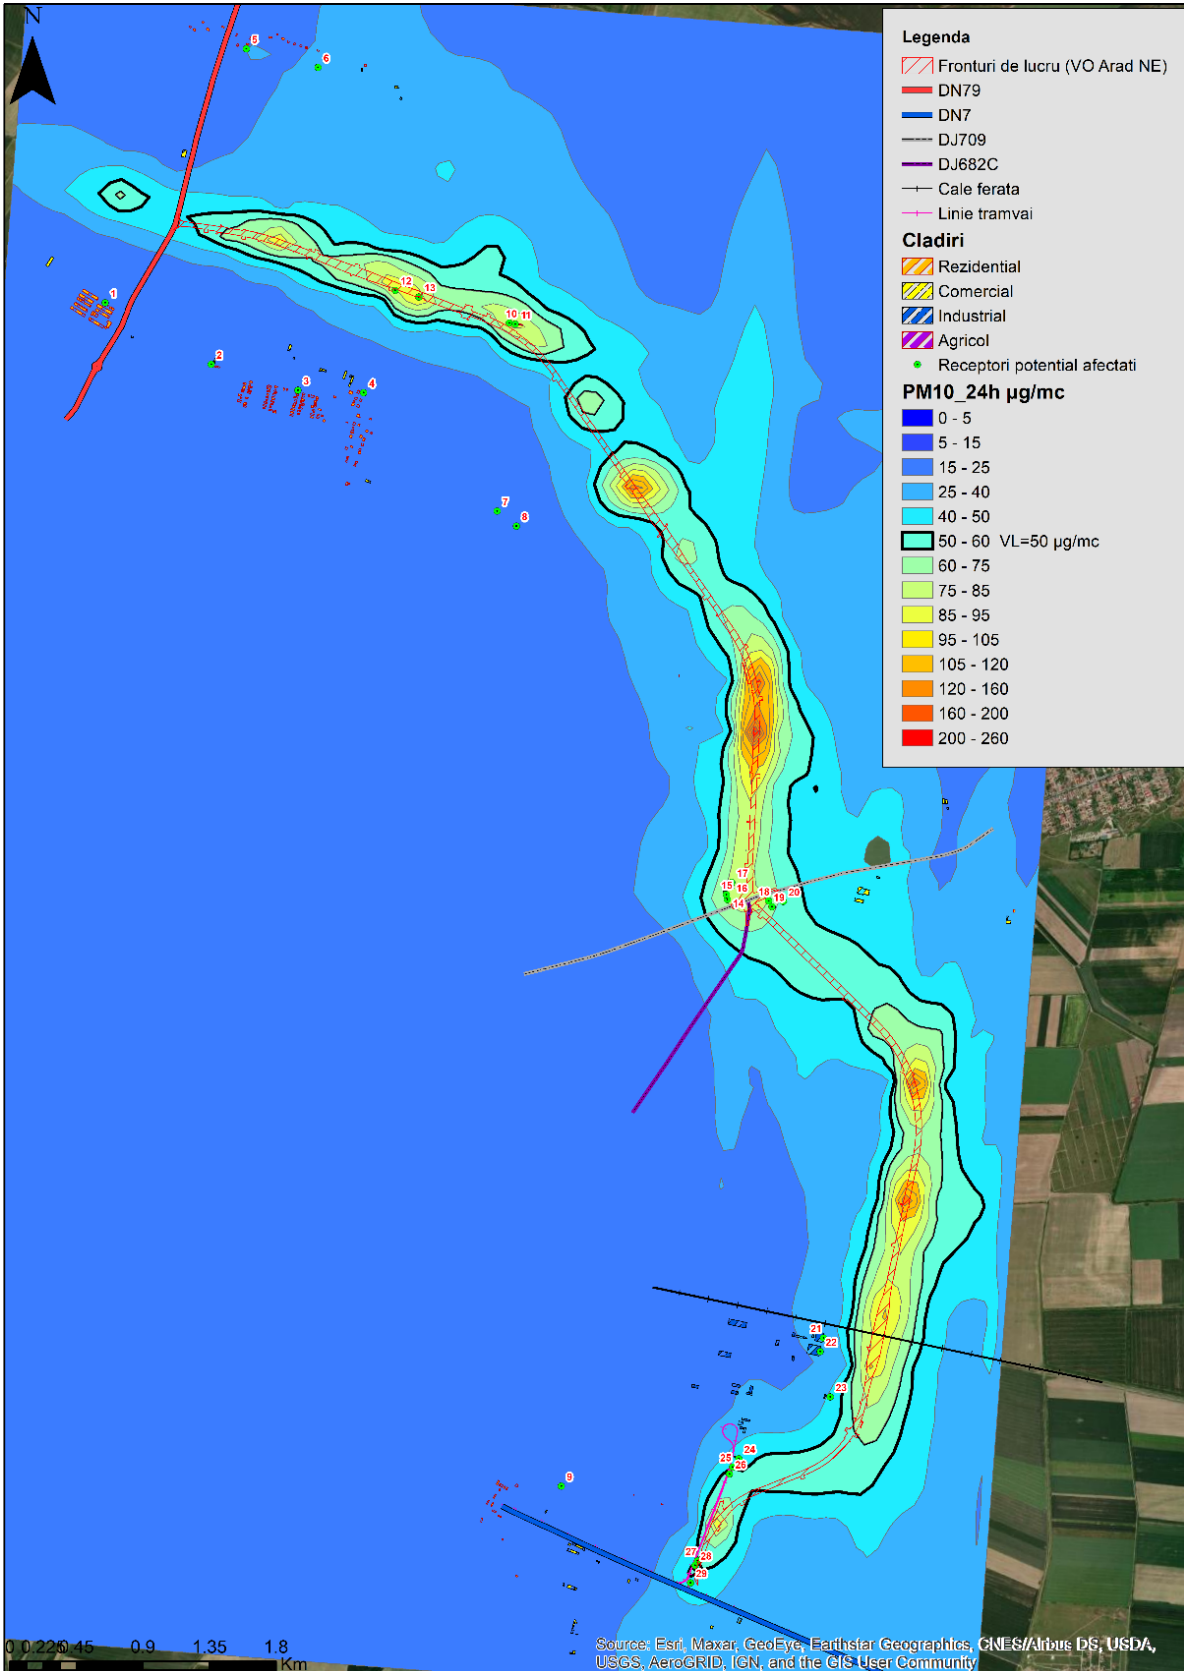 N
Legenda
Fronturi de lucru (VO Arad NE)
DN79
DN7
DJ709
DJ682C
Cale ferata
Linie tramvai
Cladiri
Rezidential
Comercial
Industrial
Agricol
Receptori potential afectati
PM10_24h µg/mc
0 - 5
5 - 15
15 - 25
25 - 40
40 - 50
50 - 60 VL=50 µg/mc
60 - 75
75 - 85
85 - 95
95 - 105
105 - 120
120 - 160
160 - 200
200 - 260
5
6
1
12
13
10
11
2
3
4
7
8
17
15
16
18
20
14
19
21
22
23
24
25
26
9
27
28
29
0 0.225 0.45 0.9 1.35 1.8
Km
Source: Esri, Maxar, GeoEye, Earthstar Geographics, CNES/Airbus DS, USDA,
USGS, AeroGRID, IGN, and the GIS User Community